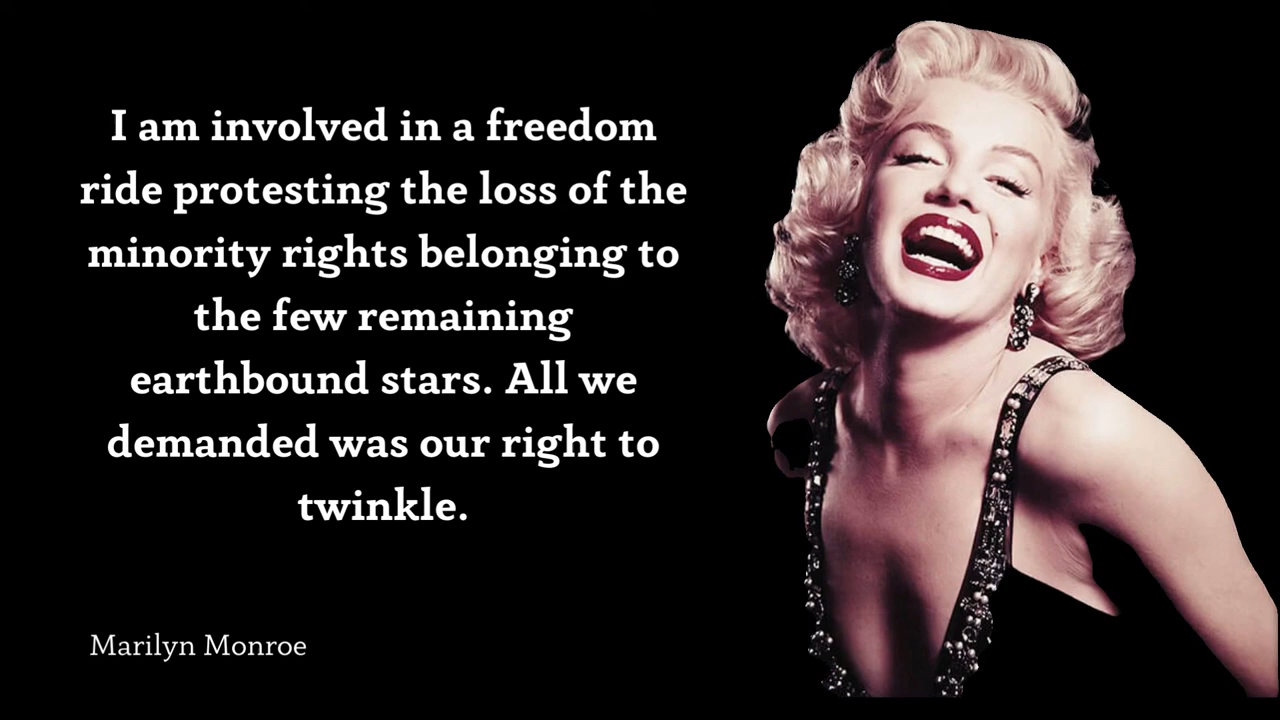 I am involved in a freedom
ride protesting the loss of the
minority rights belonging to
the few remaining
earthbound stars. All we
demanded was our right to
twinkle.
Marilyn Monroe